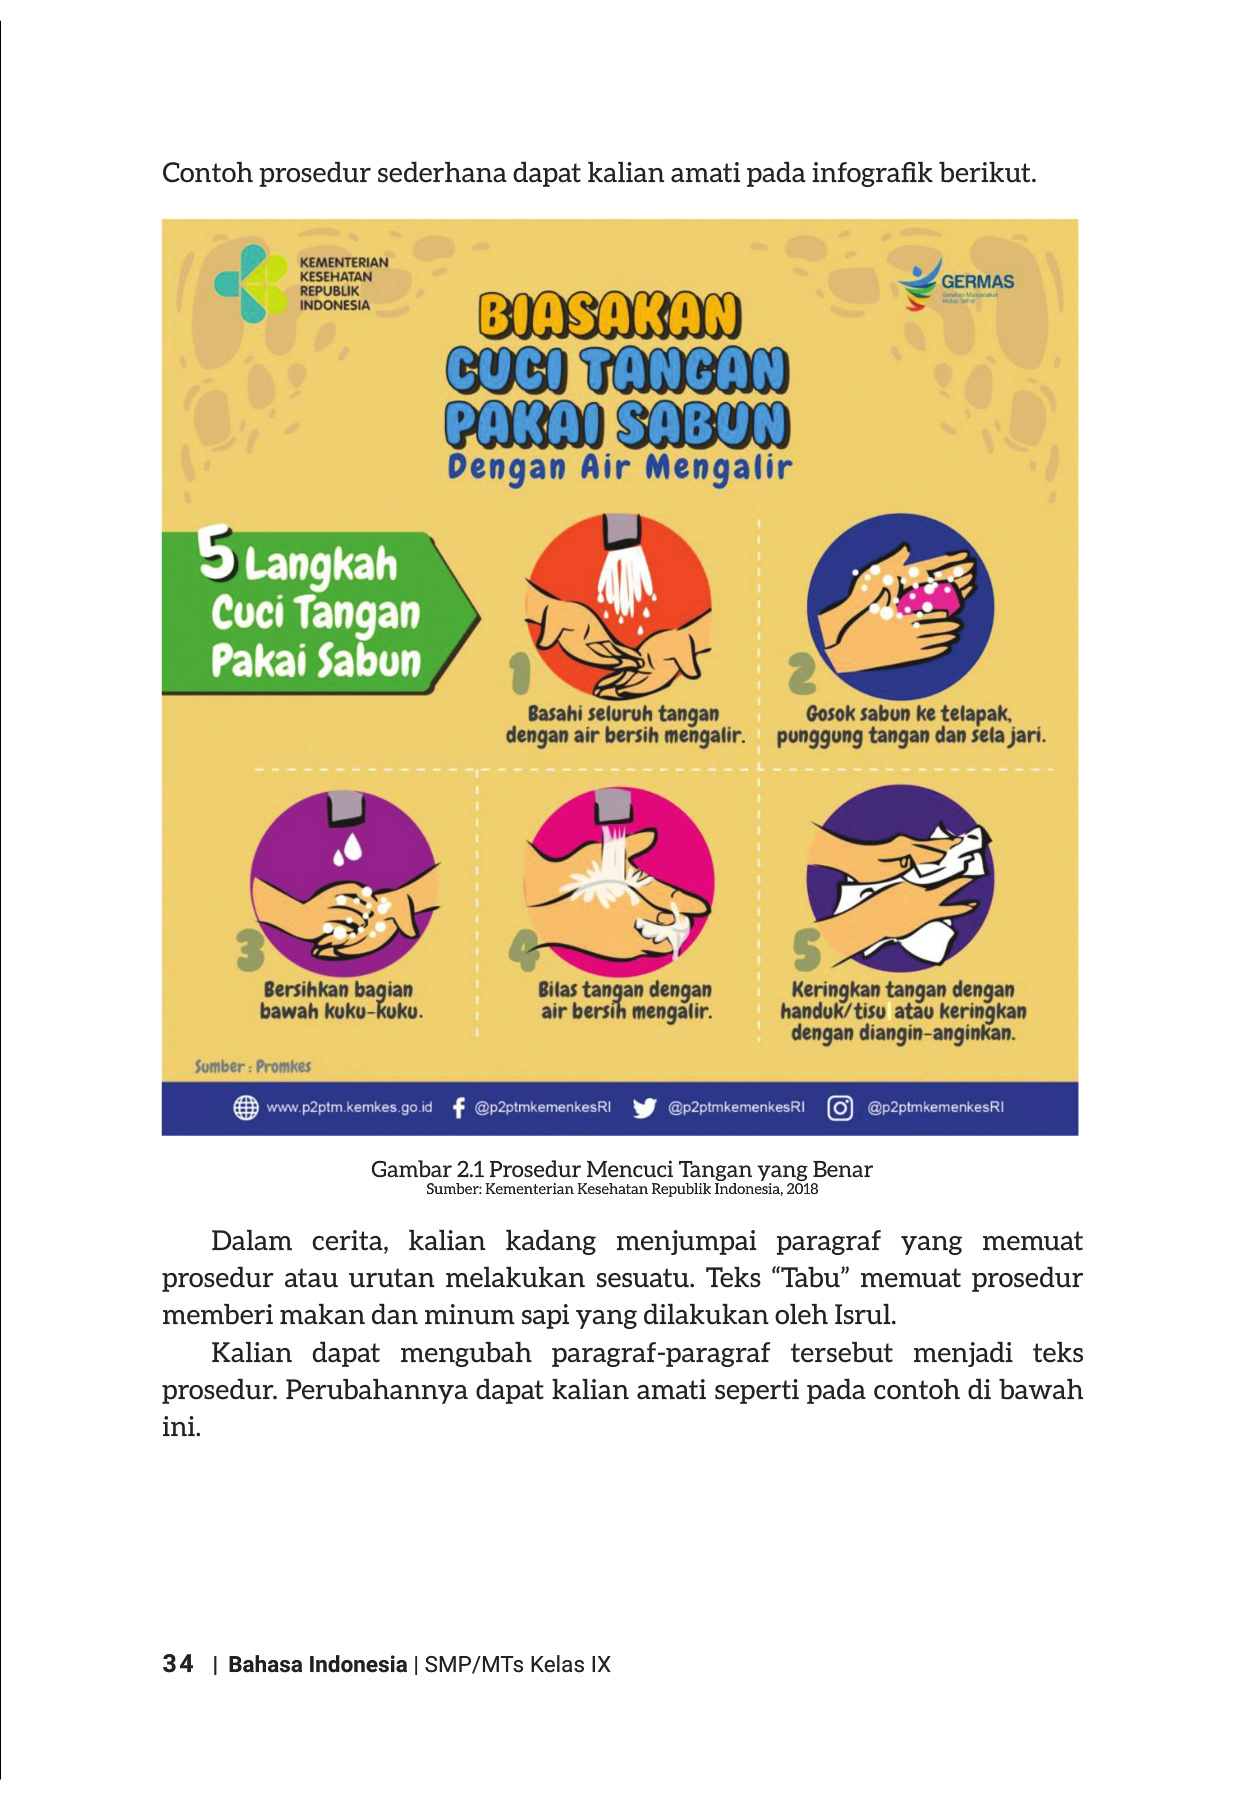 Contoh prosedur sederhana dapat kalian amati pada infografik berikut.
KEMENTERIAN
KESEHATAN
REPUBLIK
INDONESIA
GERMAS
Gerakan Masyarakat
Hidup Sehat
BIASAKAN
CUCI TANGAN
PAKAI SABUN
Dengan Air Mengalir
5 Langkah
Cuci Tangan
Pakai Sabun
1
Basahi seluruh tangan
dengan air bersih mengalir.
2
Gosok sabun ke telapak,
punggung tangan dan sela jari.
3
Bersihkan bagian
bawah kuku-kuku.
4
Bilas tangan dengan
air bersih mengalir.
5
Keringkan tangan dengan
handuk/tisu atau keringkan
dengan diangin-anginkan.
Sumber : Promkes
www.p2ptm.kemkes.go.id @p2ptmkemenkesRI @p2ptmkemenkesRI @p2ptmkemenkesRI
Gambar 2.1 Prosedur Mencuci Tangan yang Benar
Sumber: Kementerian Kesehatan Republik Indonesia, 2018
Dalam cerita, kalian kadang menjumpai paragraf yang memuat
prosedur atau urutan melakukan sesuatu. Teks “Tabu” memuat prosedur
memberi makan dan minum sapi yang dilakukan oleh Isrul.
Kalian dapat mengubah paragraf-paragraf tersebut menjadi teks
prosedur. Perubahannya dapat kalian amati seperti pada contoh di bawah
ini.
34 | Bahasa Indonesia | SMP/MTs Kelas IX